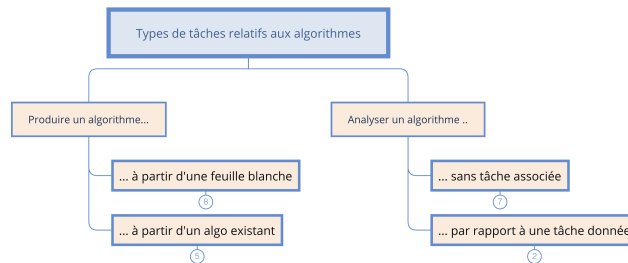 Types de tâches relatifs aux algorithmes
Produire un algorithme...
Analyser un algorithme ..
... à partir d'une feuille blanche
8
... à partir d'un algo existant
5
... sans tâche associée
7
... par rapport à une tâche donnée
2